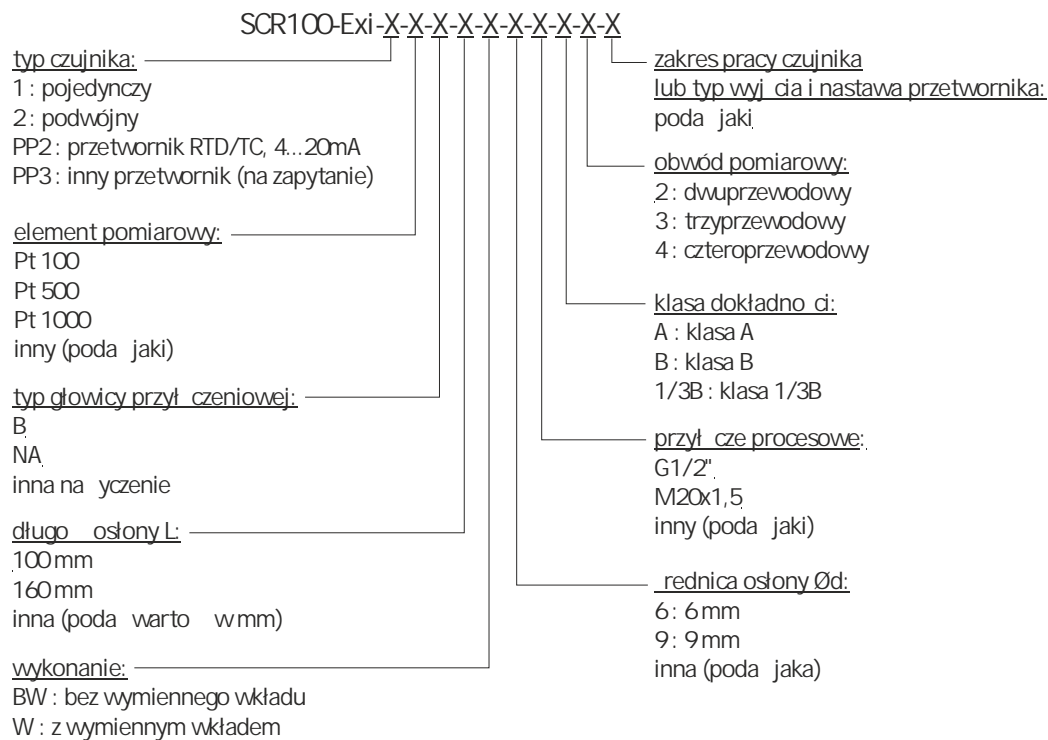 SCR100-Exi-X-X-X-X-X-X-X-X-X-X
typ czujnika:
1 : pojedynczy
2 : podwójny
PP2 : przetwornik RTD/TC, 4...20mA
PP3 : inny przetwornik (na zapytanie)
element pomiarowy:
Pt 100
Pt 500
Pt 1000
inny (poda jaki)
typ głowicy przył czeniowej:
B
NA
inna na yczenie
długo osłony L:
100 mm
160 mm
inna (poda warto w mm)
wykonanie:
BW : bez wymiennego wkładu
W : z wymiennym wkładem
zakres pracy czujnika
lub typ wyj cia i nastawa przetwornika:
poda jaki
obwód pomiarowy:
2 : dwuprzewodowy
3 : trzyprzewodowy
4 : czteroprzewodowy
klasa dokładno ci:
A : klasa A
B : klasa B
1/3B : klasa 1/3B
przył cze procesowe:
G1/2"
M20x1,5
inny (poda jaki)
rednica osłony Ød:
6 : 6 mm
9 : 9 mm
inna (poda jaka)